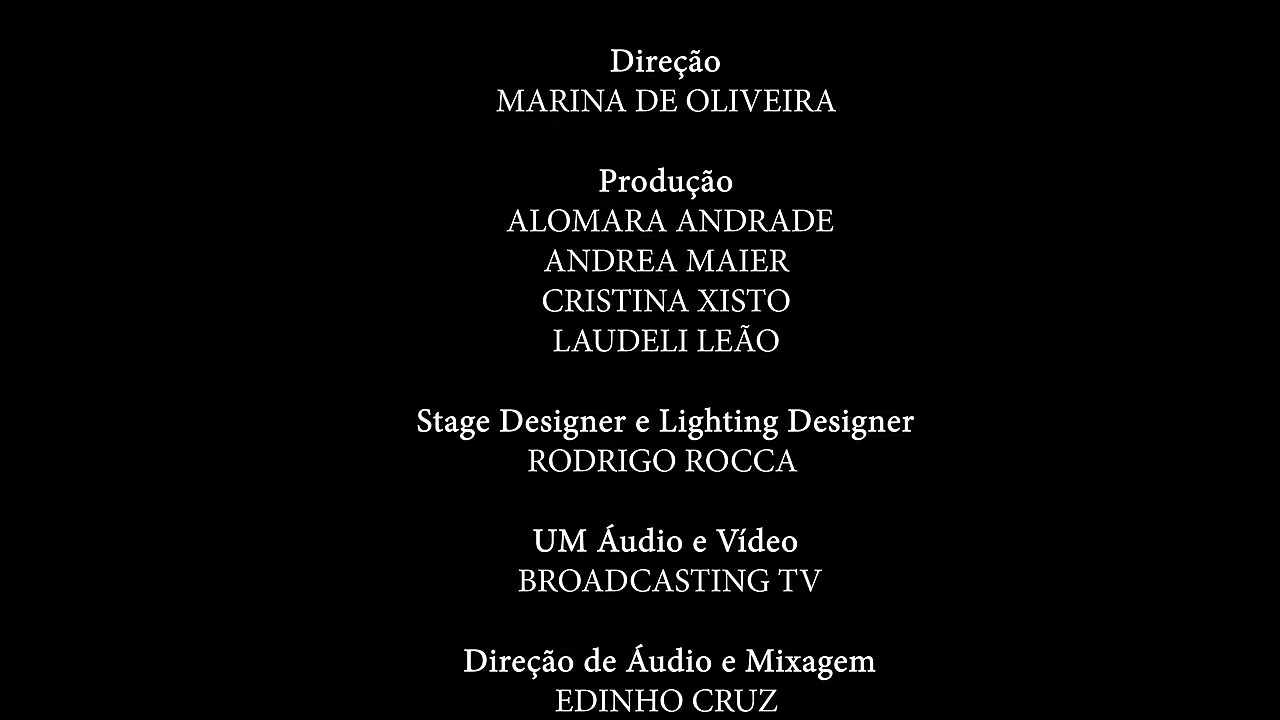 Direção
MARINA DE OLIVEIRA
Produção
ALOMARA ANDRADE
ANDREA MAIER
CRISTINA XISTO
LAUDELI LEÃO
Stage Designer e Lighting Designer
RODRIGO ROCCA
UM Áudio e Vídeo
BROADCASTING TV
Direção de Áudio e Mixagem
EDINHO CRUZ